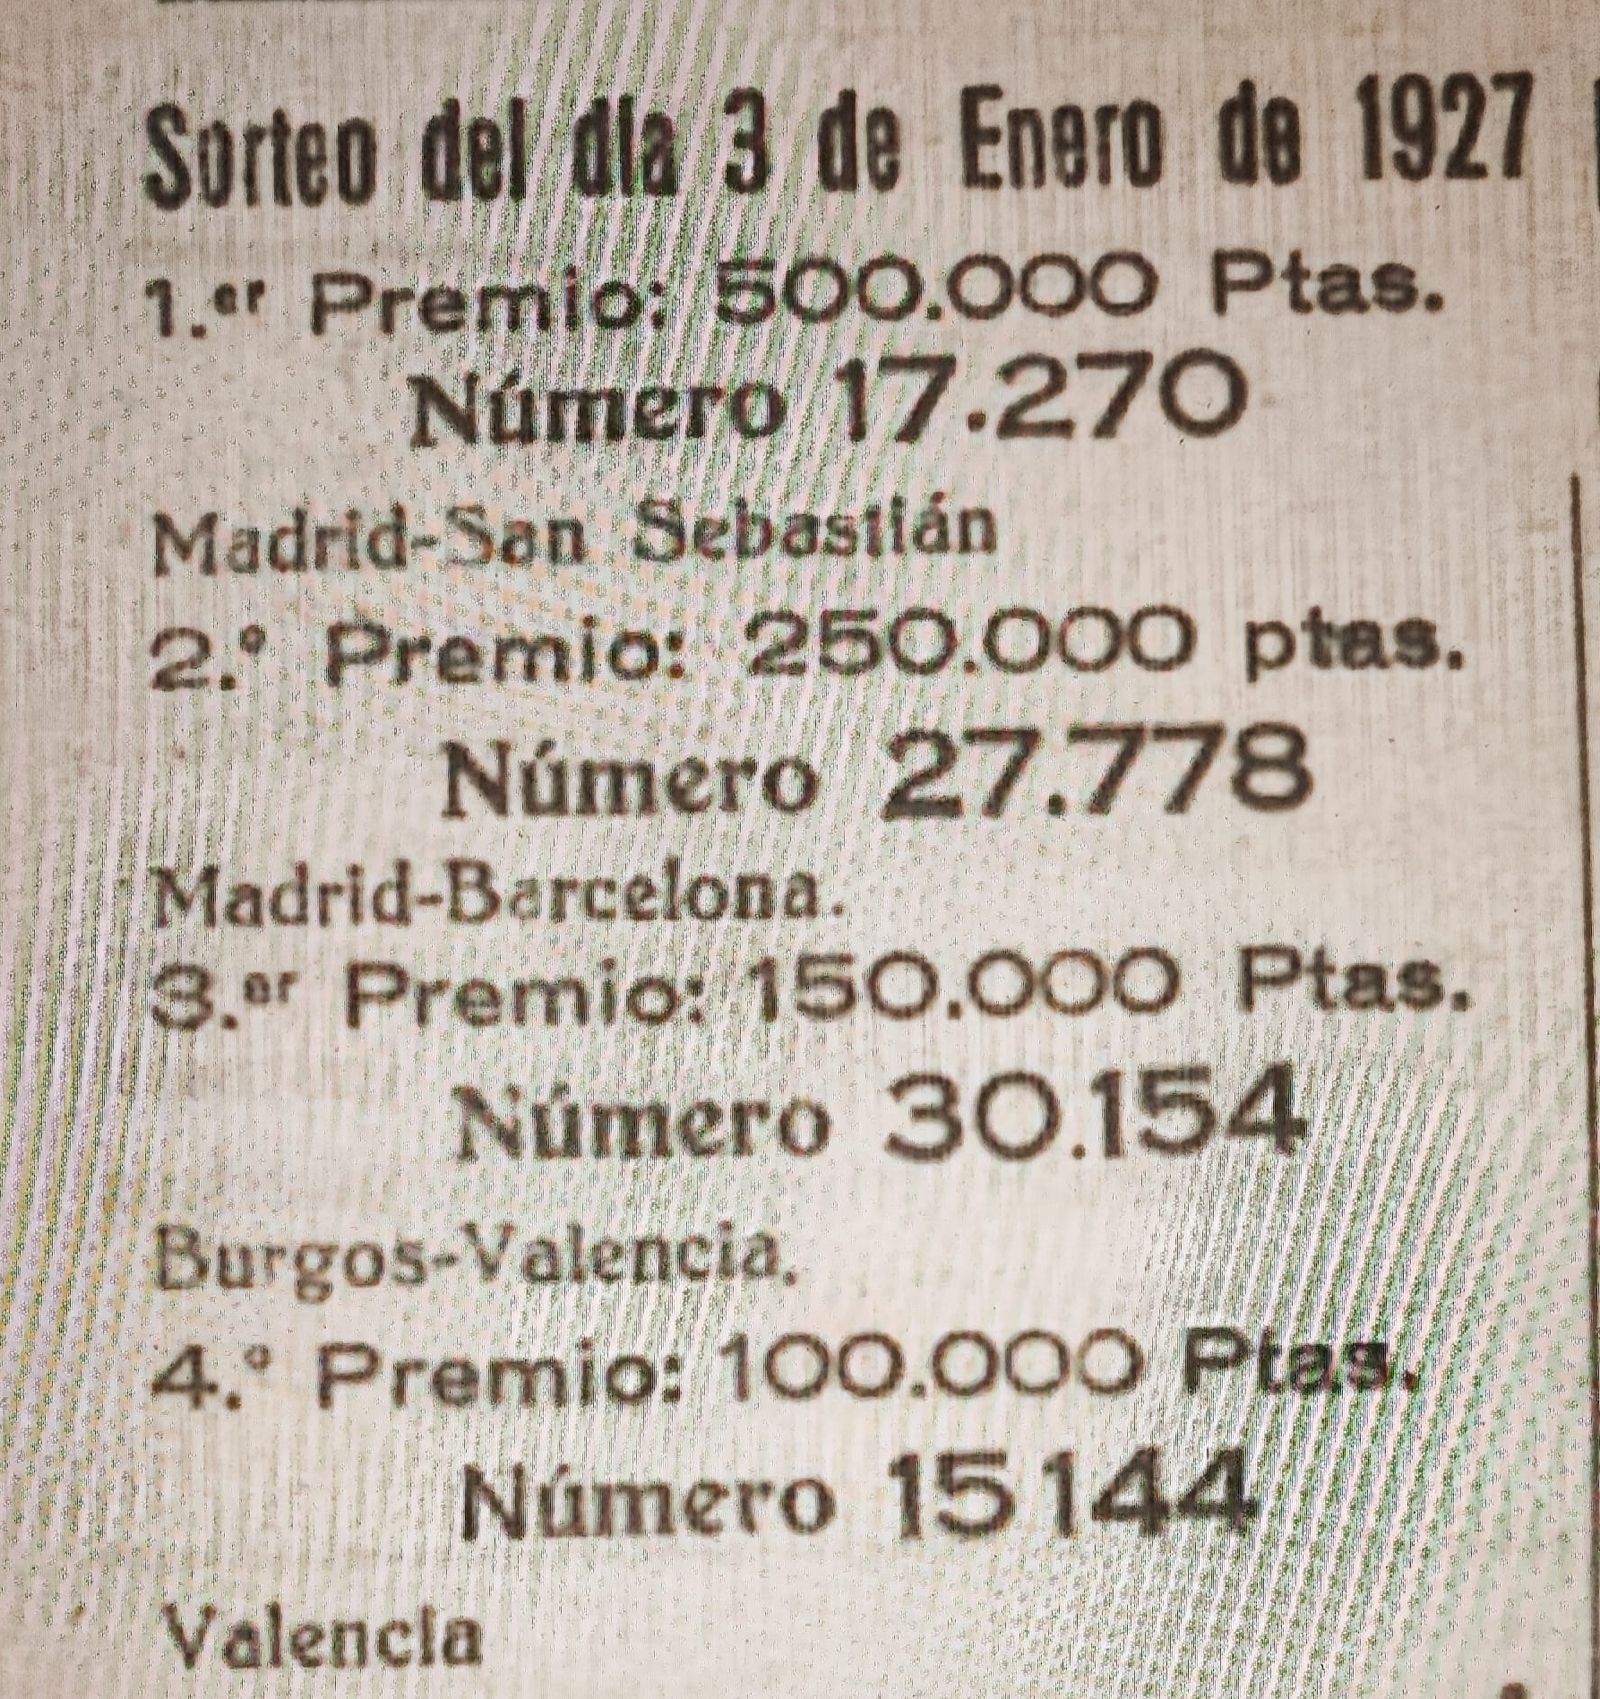 Sorteo del día 3 de Enero de 1927
1.er Premio: 500.000 Ptas.
Número 17.270
Madrid-San Sebastián
2.º Premio: 250.000 ptas.
Número 27.778
Madrid-Barcelona.
3.er Premio: 150.000 Ptas.
Número 30.154
Burgos-Valencia.
4.º Premio: 100.000 Ptas.
Número 15144
Valencia